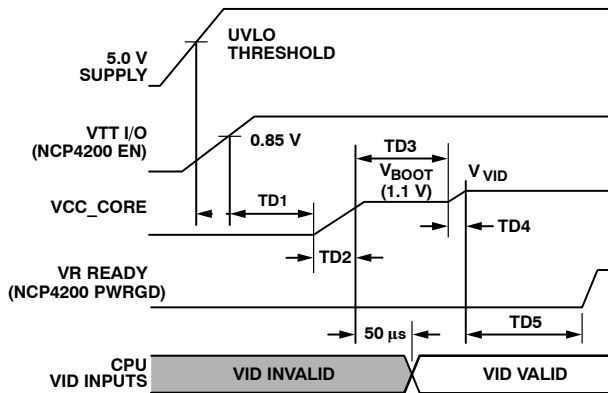 UVLO
THRESHOLD
5.0 V
SUPPLY
VTT I/O
(NCP4200 EN)
0.85 V
TD3
VBOOT
(1.1 V)
V VID
VCC_CORE
TD1
TD4
TD2
VR READY
(NCP4200 PWRGD)
TD5
50 µs
CPU
VID INPUTS
VID INVALID
VID VALID